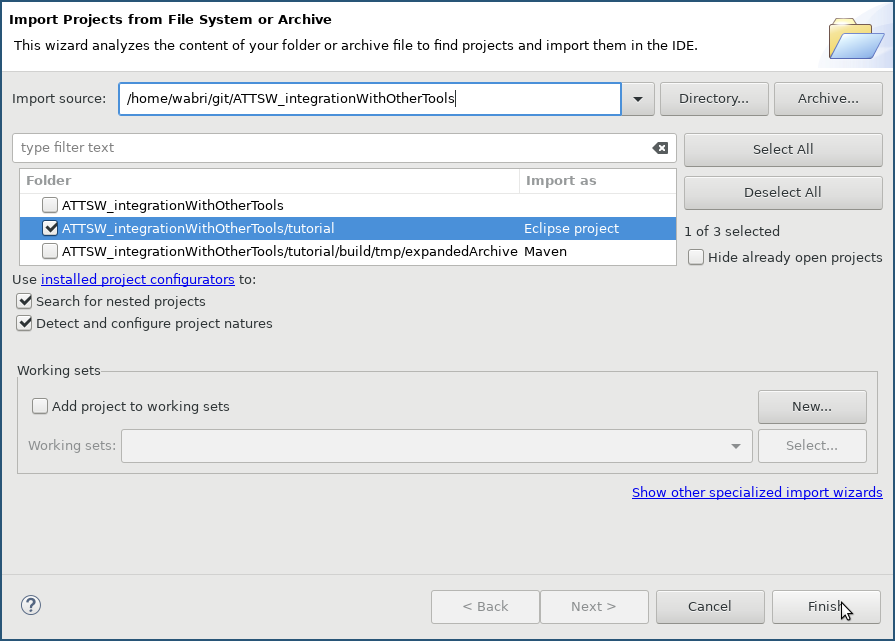 Import Projects from File System or Archive
This wizard analyzes the content of your folder or archive file to find projects and import them in the IDE.
Import source: /home/wabri/git/ATTSW_integrationWithOtherTools Directory... Archive...
type filter text
Select All
Folder Import as
ATTSW_integrationWithOtherTools
Deselect All
ATTSW_integrationWithOtherTools/tutorial Eclipse project
1 of 3 selected
ATTSW_integrationWithOtherTools/tutorial/build/tmp/expandedArchive Maven
Hide already open projects
Use installed project configurators to:
Search for nested projects
Detect and configure project natures
Working sets
Add project to working sets New...
Working sets: Select...
Show other specialized import wizards
? < Back Next > Cancel Finish